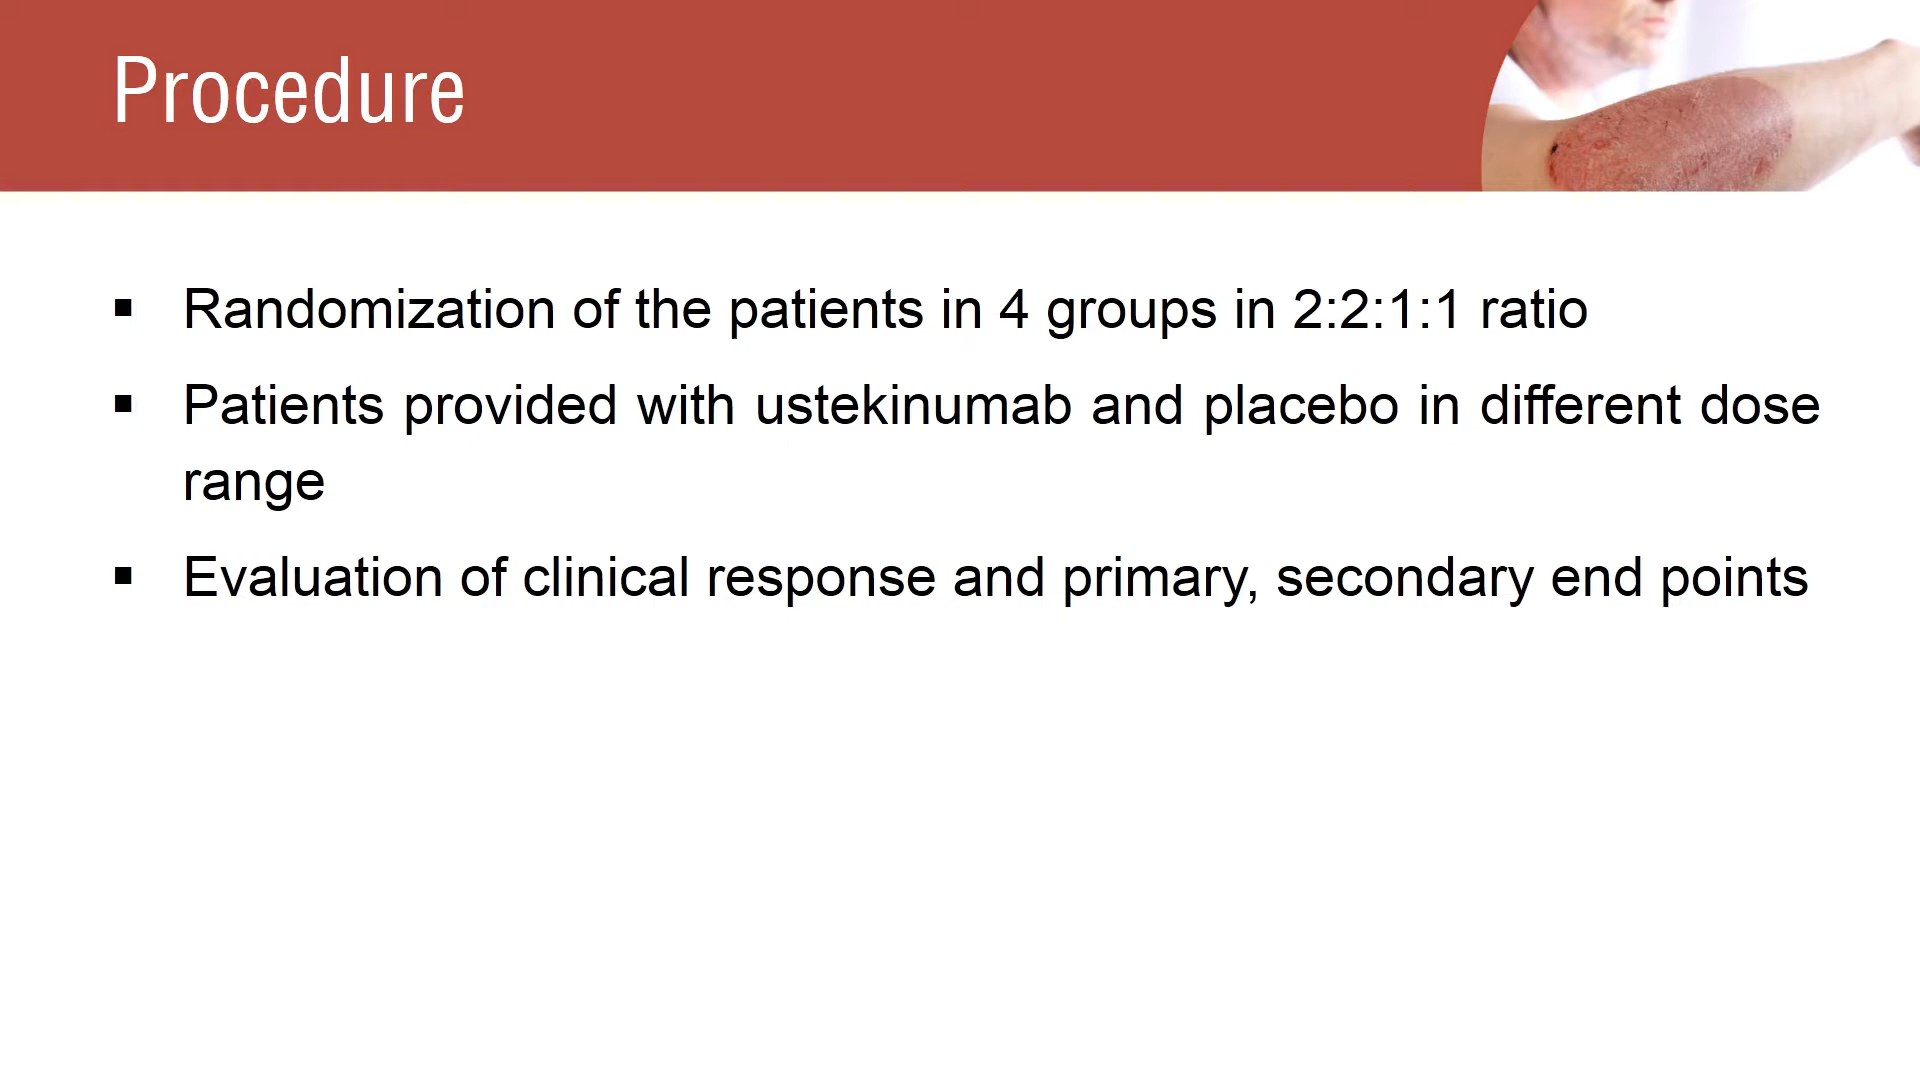 Procedure
▪ Randomization of the patients in 4 groups in 2:2:1:1 ratio
▪ Patients provided with ustekinumab and placebo in different dose
range
▪ Evaluation of clinical response and primary, secondary end points